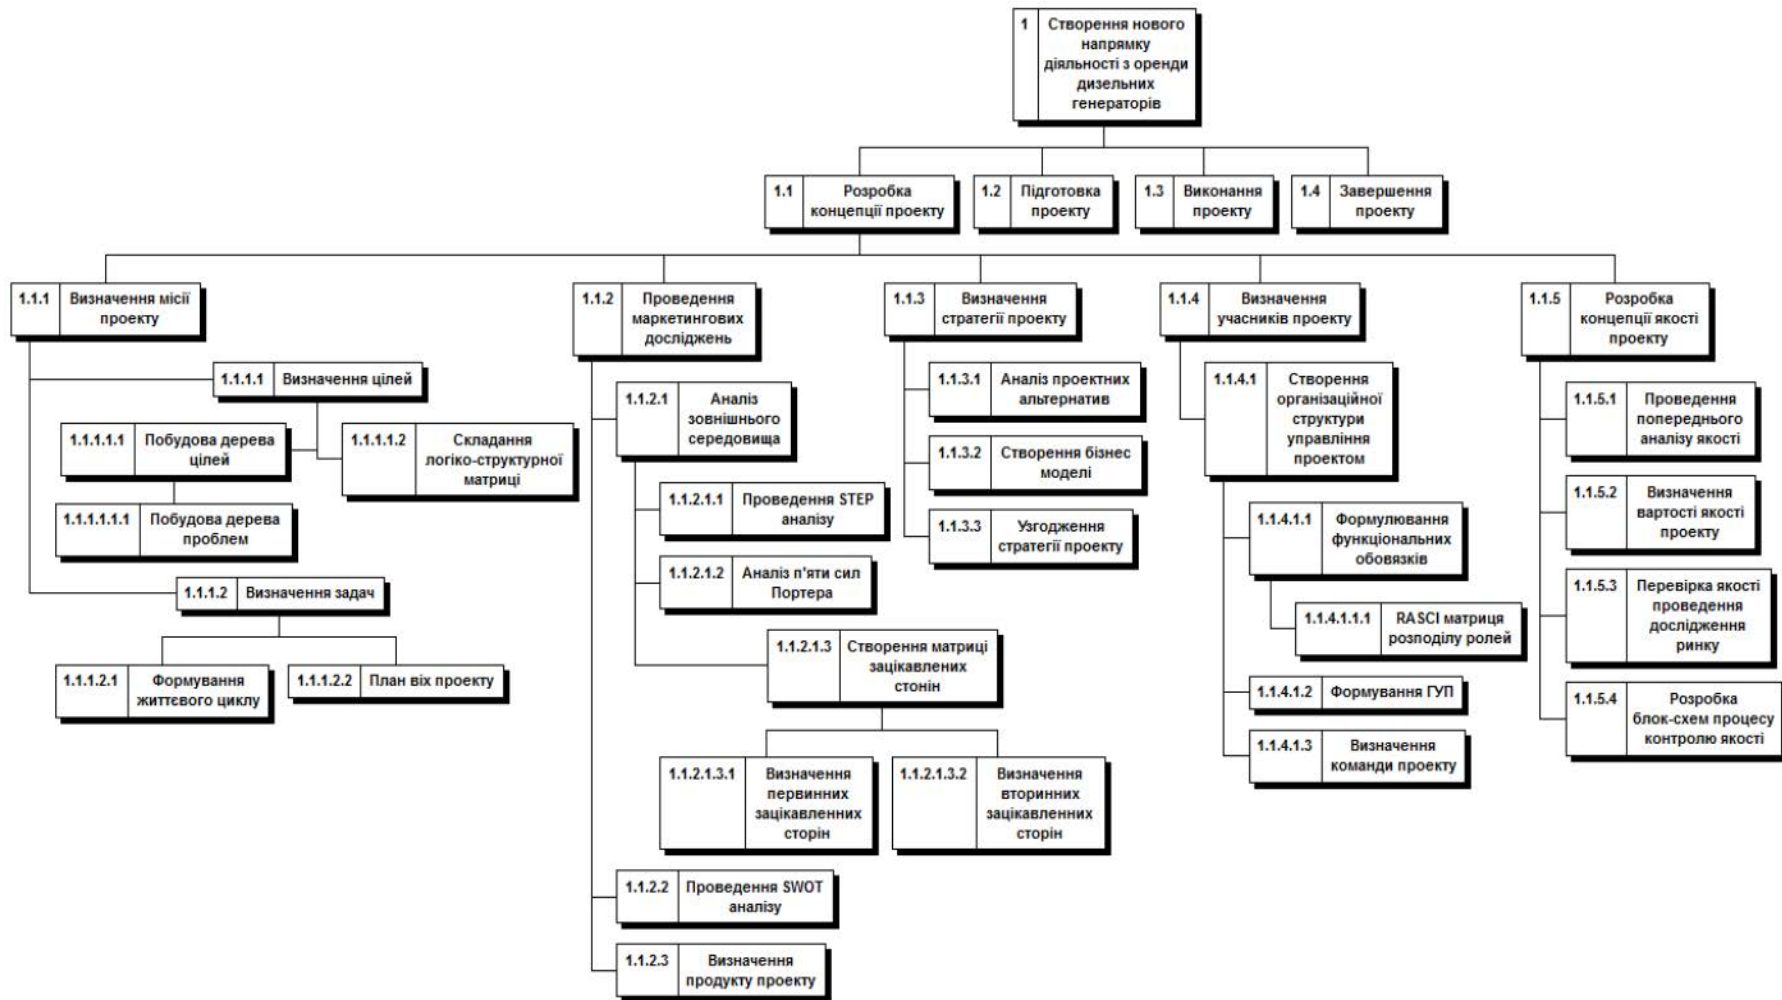 1 Створення нового
напрямку
діяльності з оренди
дизельних
генераторів
1.1 Розробка
концепції проекту
1.2 Підготовка
проекту
1.3 Виконання
проекту
1.4 Завершення
проекту
1.1.1 Визначення місії
проекту
1.1.1.1 Визначення цілей
1.1.1.1.1 Побудова дерева
цілей
1.1.1.1.2 Складання
логіко-структурної
матриці
1.1.1.1.1.1 Побудова дерева
проблем
1.1.1.2 Визначення задач
1.1.1.2.1 Формування
життєвого циклу
1.1.1.2.2 План віх проекту
1.1.2 Проведення
маркетингових
досліджень
1.1.2.1 Аналіз
зовнішнього
середовища
1.1.2.1.1 Проведення STEP
аналізу
1.1.2.1.2 Аналіз п'яти сил
Портера
1.1.2.1.3 Створення матриці
зацікавлених
стонін
1.1.2.1.3.1 Визначення
первинних
зацікавленних
сторін
1.1.2.1.3.2 Визначення
вторинних
зацікавленних
сторін
1.1.2.2 Проведення SWOT
аналізу
1.1.2.3 Визначення
продукту проекту
1.1.3 Визначення
стратегії проекту
1.1.3.1 Аналіз проектних
альтернатив
1.1.3.2 Створення бізнес
моделі
1.1.3.3 Узгодження
стратегії проекту
1.1.4 Визначення
учасників проекту
1.1.4.1 Створення
організаційної
структури
управління
проектом
1.1.4.1.1 Формулювання
функціональних
обовязків
1.1.4.1.1.1 RASCI матриця
розподілу ролей
1.1.4.1.2 Формування ГУП
1.1.4.1.3 Визначення
команди проекту
1.1.5 Розробка
концепції якості
проекту
1.1.5.1 Проведення
попереднього
аналізу якості
1.1.5.2 Визначення
вартості якості
проекту
1.1.5.3 Перевірка якості
проведення
дослідження
ринку
1.1.5.4 Розробка
блок-схем процесу
контролю якості